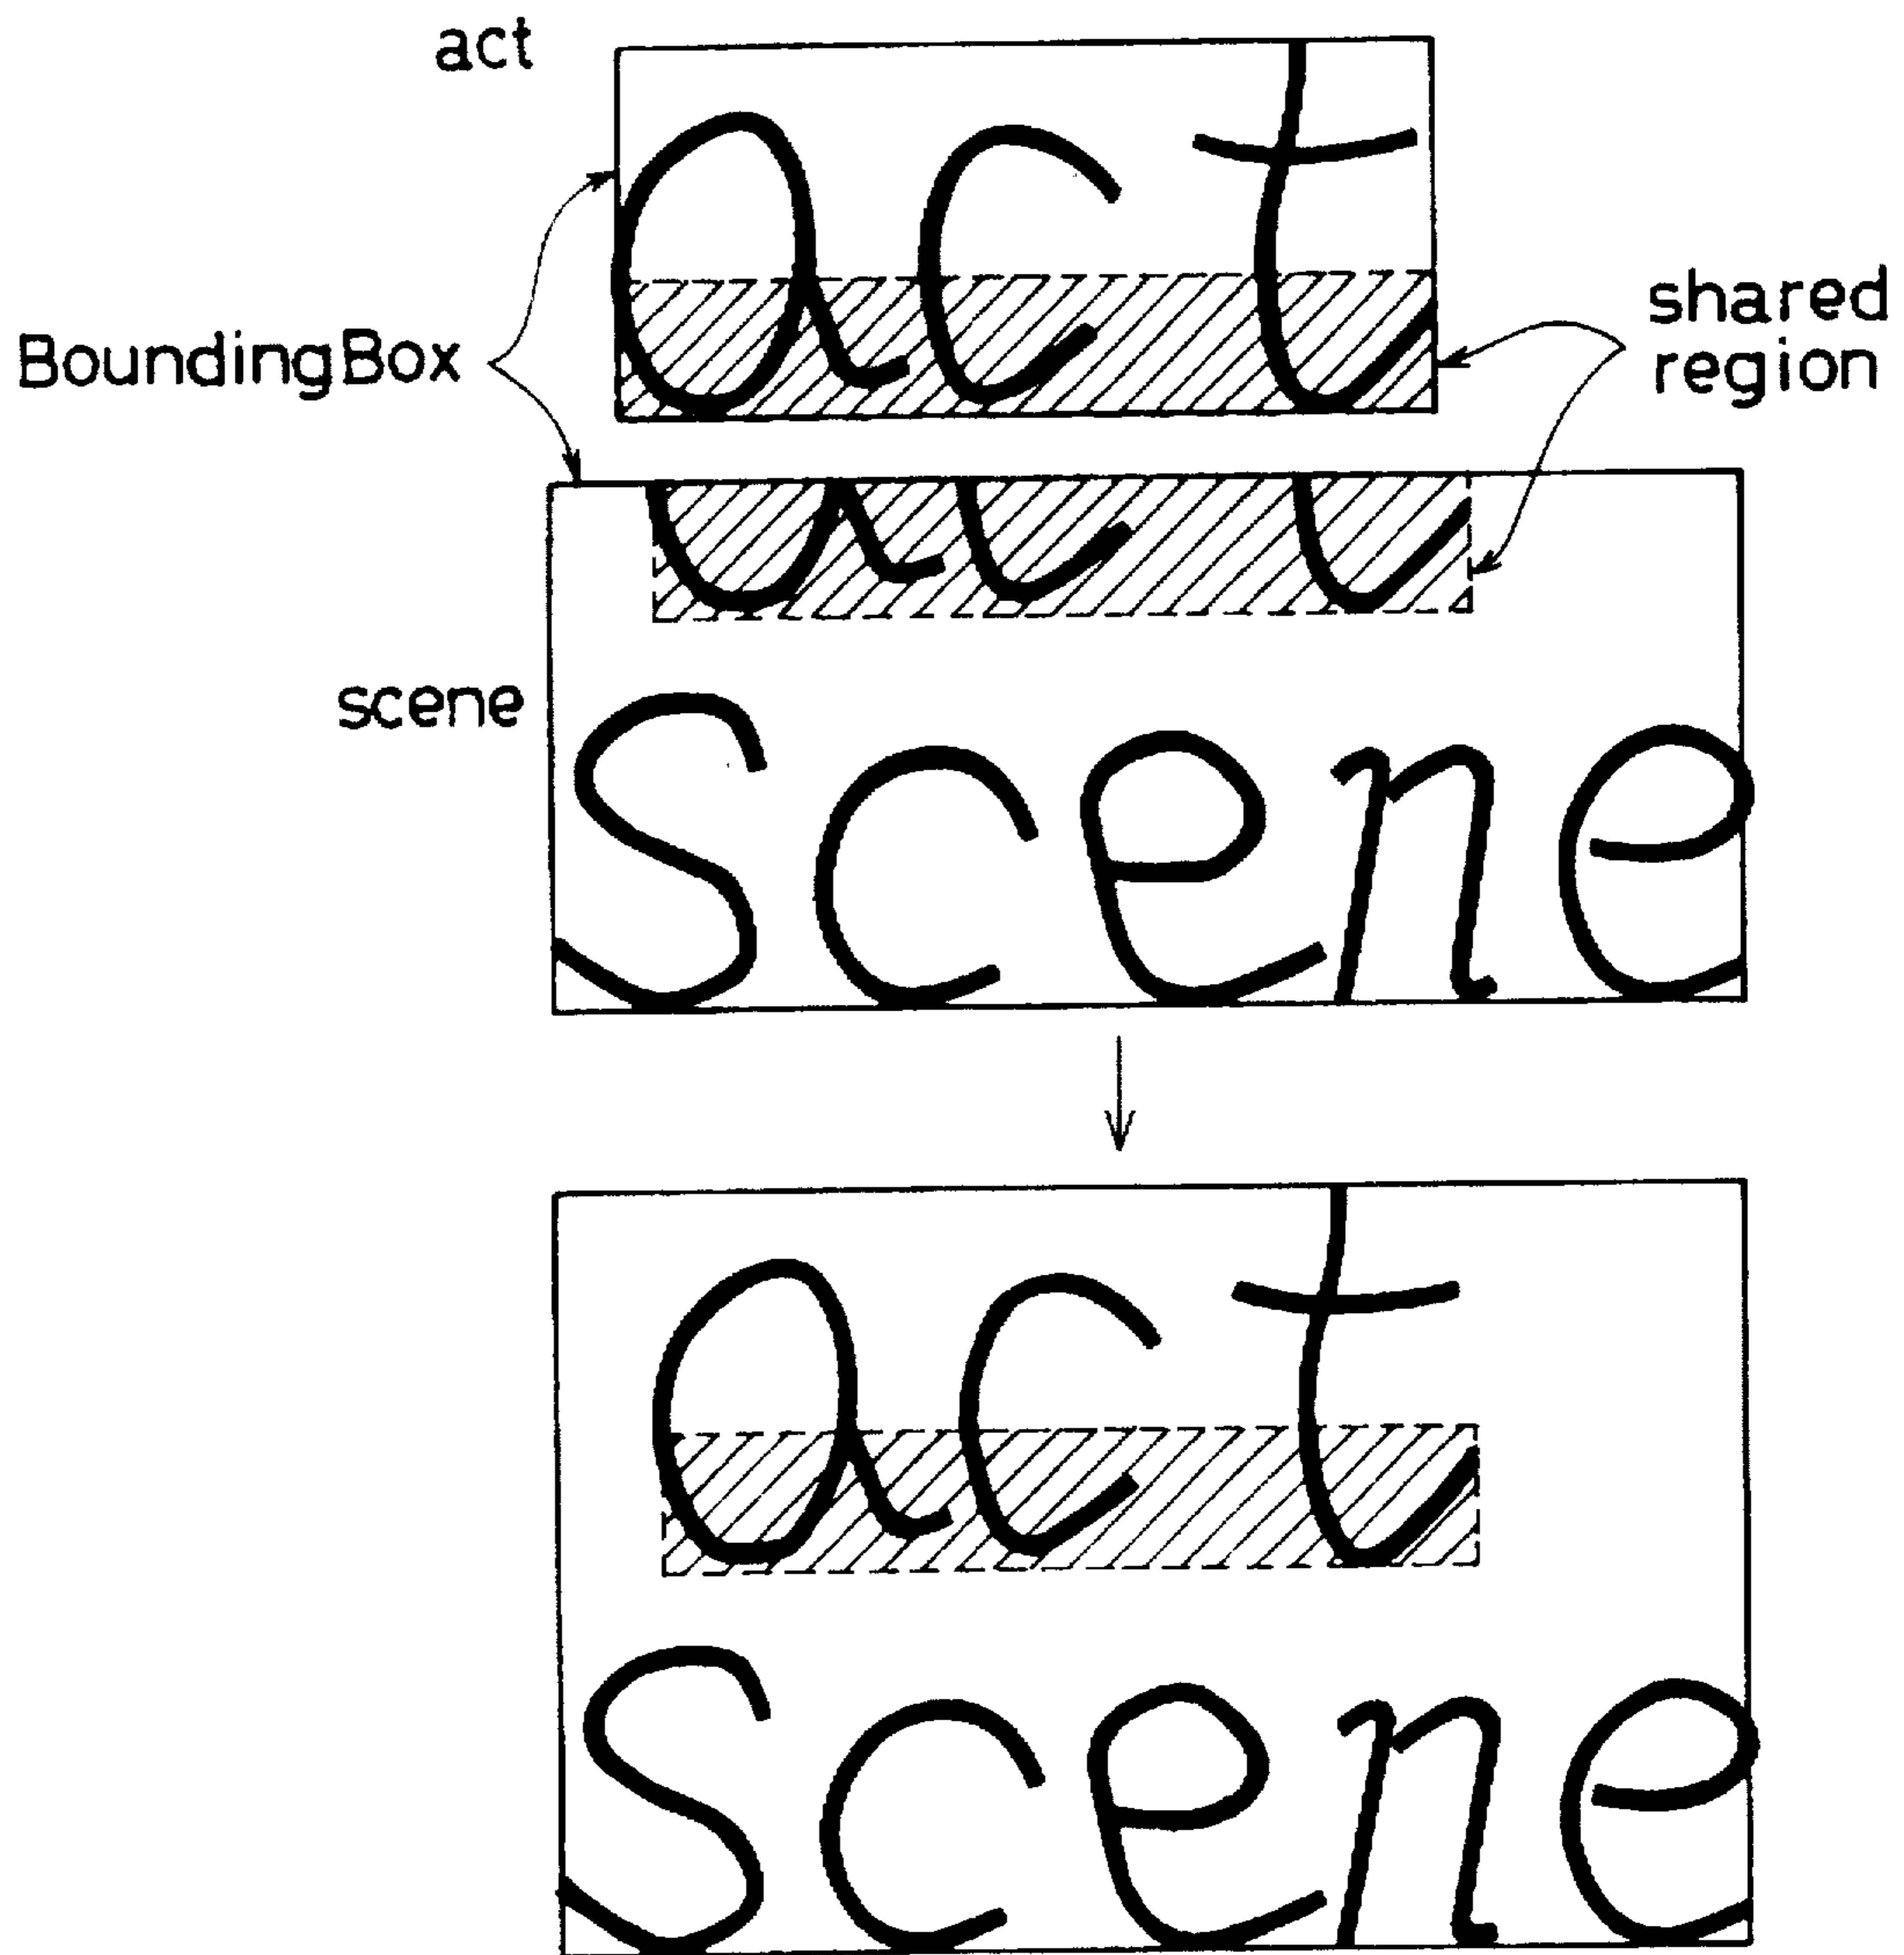 act
act
BoundingBox
shared
region
scene
scene
act
scene